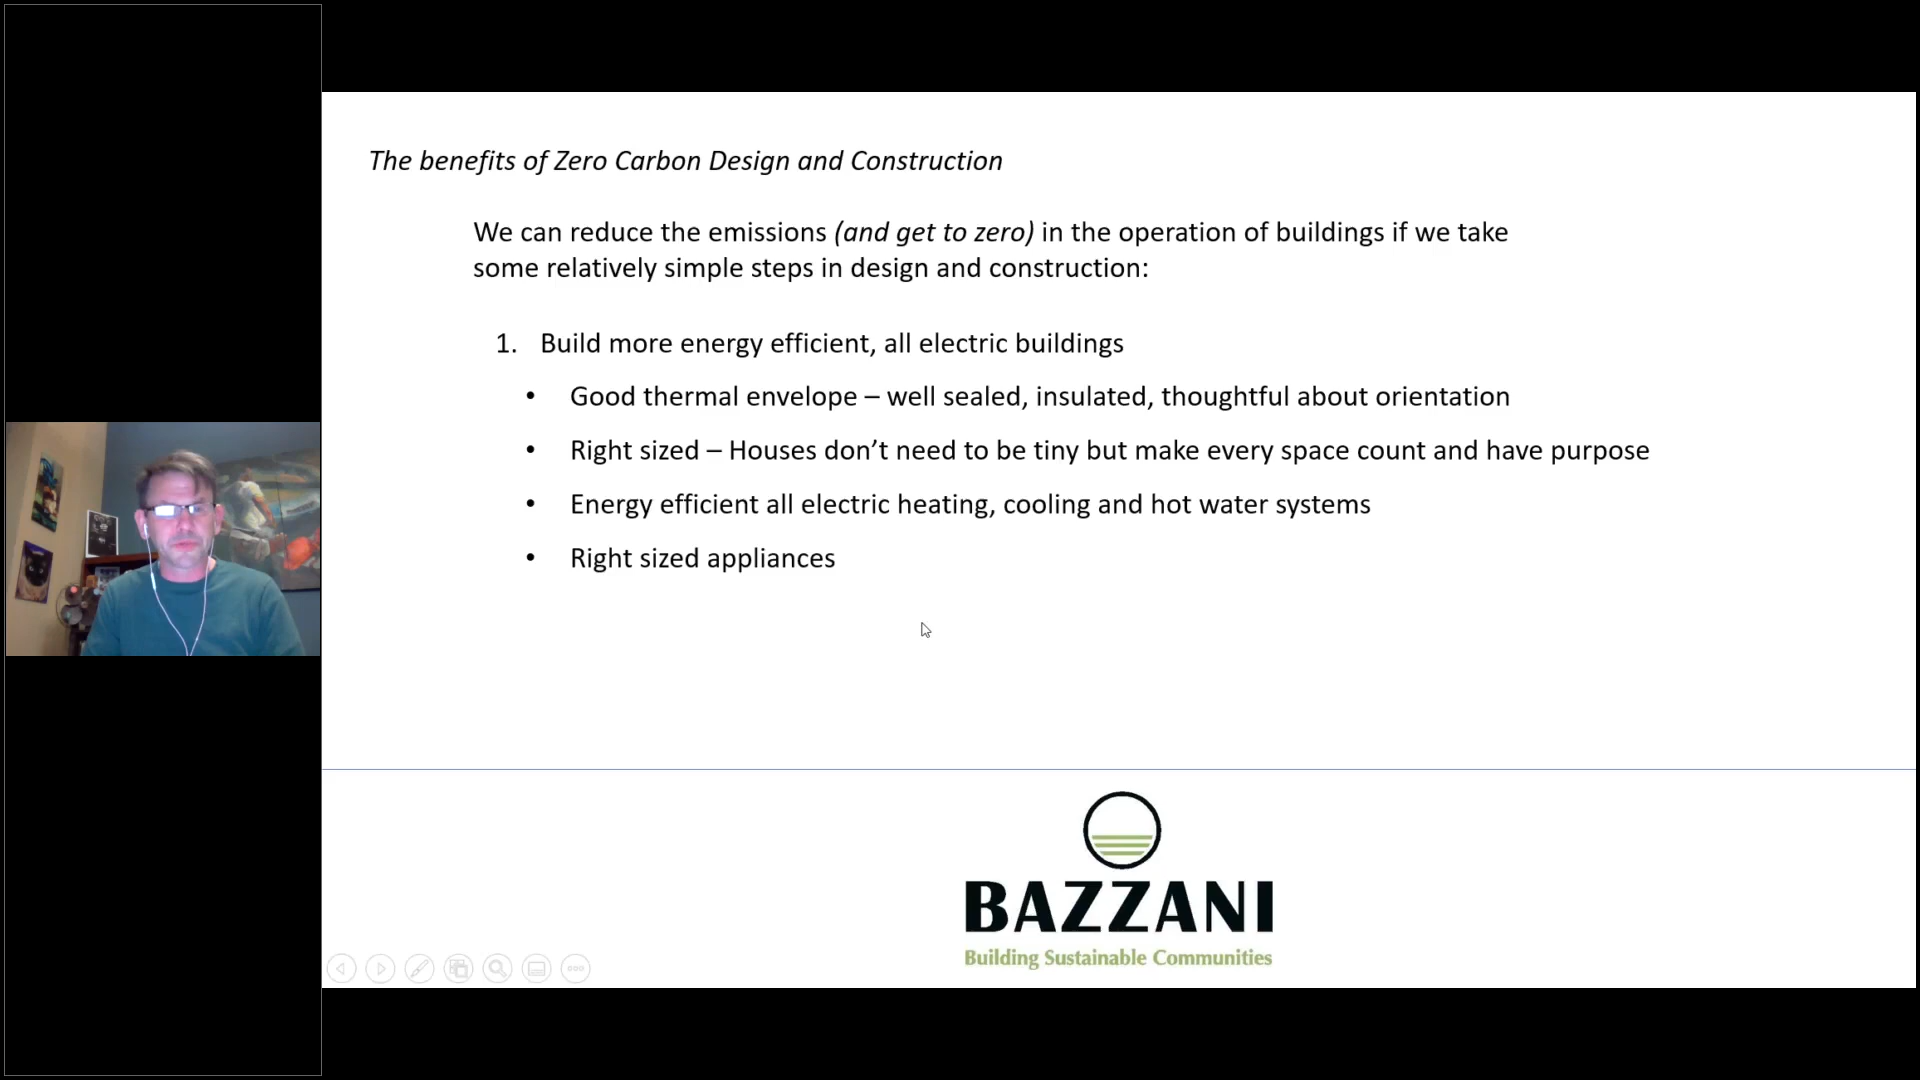 The benefits of Zero Carbon Design and Construction
We can reduce the emissions (and get to zero) in the operation of buildings if we take
some relatively simple steps in design and construction:
1. Build more energy efficient, all electric buildings
• Good thermal envelope – well sealed, insulated, thoughtful about orientation
• Right sized – Houses don’t need to be tiny but make every space count and have purpose
• Energy efficient all electric heating, cooling and hot water systems
• Right sized appliances
BAZZANI
Building Sustainable Communities